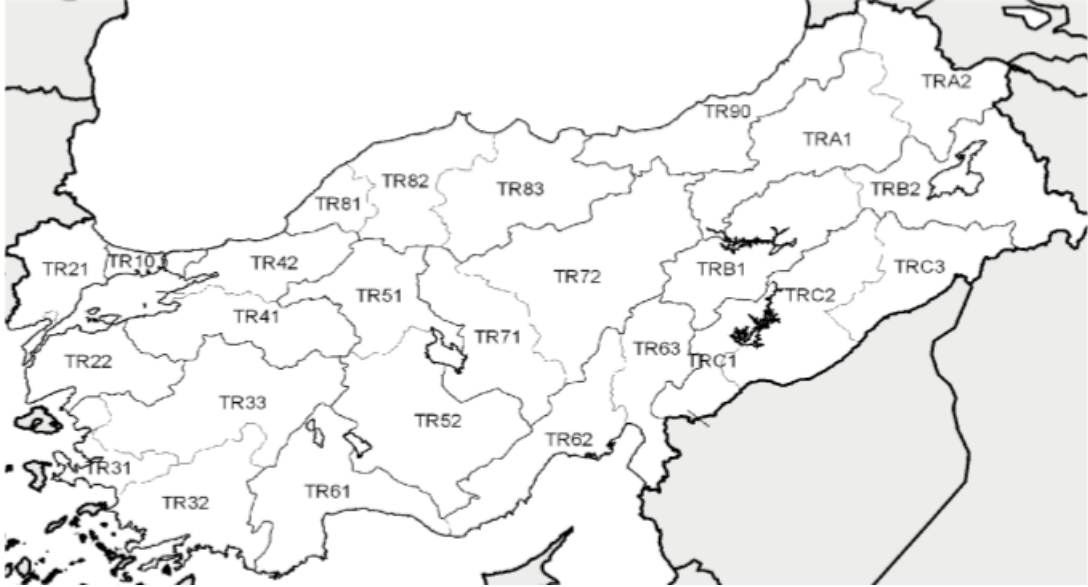 TRA2
TR90
TRA1
TR82
TR83
TRB2
TR81
TR21
TR10
TR42
TR72
TRB1
TRC3
TR51
TRC2
TR41
TR71
TR63
TR22
TRC1
TR33
TR52
TR62
TR31
TR61
TR32